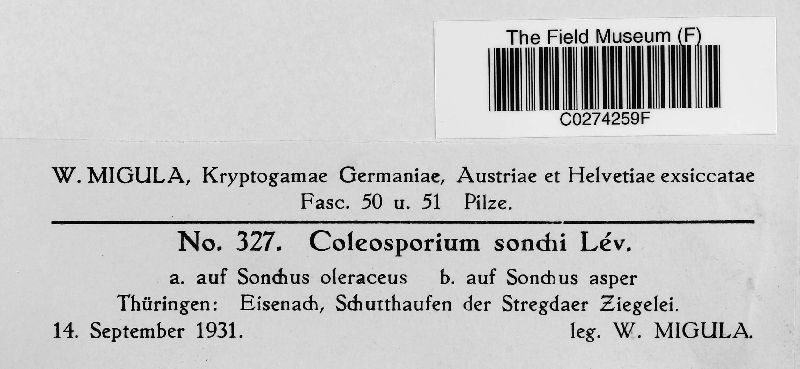 The Field Museum (F)
C0274259F
W. MIGULA, Kryptogamae Germaniae, Austriae et Helvetiae exsiccatae
Fasc. 50 u. 51 Pilze.
No. 327. Coleosporium sonchi Lév.
a. auf Sonchus oleraceus b. auf Sonchus asper
Thüringen: Eisenach, Schutthaufen der Stregdaer Ziegelei.
14. September 1931. leg. W. MIGULA.